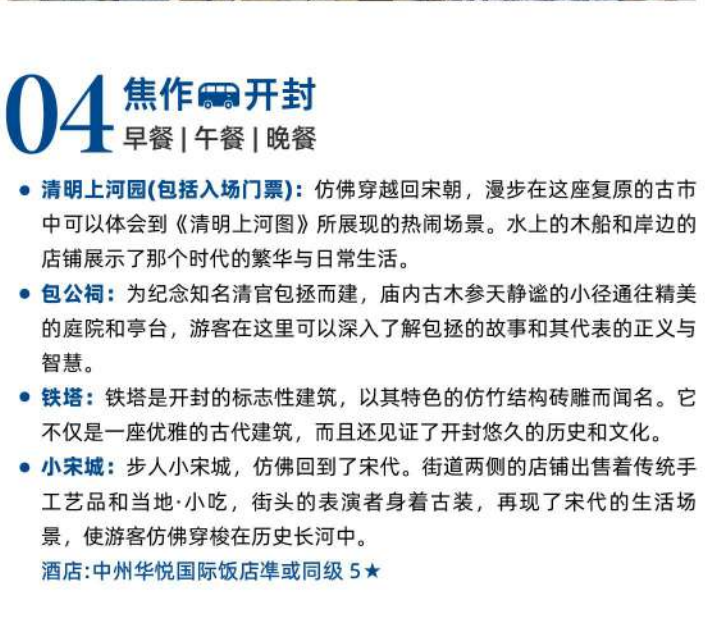 04
焦作 开封
早餐 | 午餐 | 晚餐
• 清明上河园(包括入场门票)：仿佛穿越回宋朝，漫步在这座复原的古市
中可以体会到《清明上河图》所展现的热闹场景。水上的木船和岸边的
店铺展示了那个时代的繁华与日常生活。
• 包公祠：为纪念知名清官包拯而建，庙内古木参天静谧的小径通往精美
的庭院和亭台，游客在这里可以深入了解包拯的故事和其代表的正义与
智慧。
• 铁塔：铁塔是开封的标志性建筑，以其特色的仿竹结构砖雕而闻名。它
不仅是一座优雅的古代建筑，而且还见证了开封悠久的历史和文化。
• 小宋城：步人小宋城，仿佛回到了宋代。街道两侧的店铺出售着传统手
工艺品和当地·小吃，街头的表演者身着古装，再现了宋代的生活场
景，使游客仿佛穿梭在历史长河中。
酒店:中州华悦国际饭店凖或同级 5★